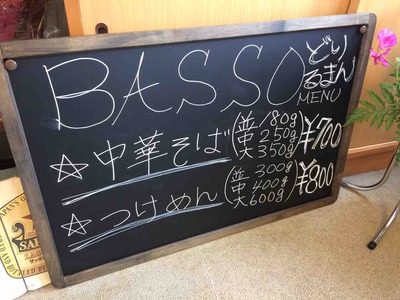 BASSO どり
るまん
MENU
☆中華そば (並180g 中250g 大350g) ¥700
☆つけめん (並300g 中400g 大600g) ¥800